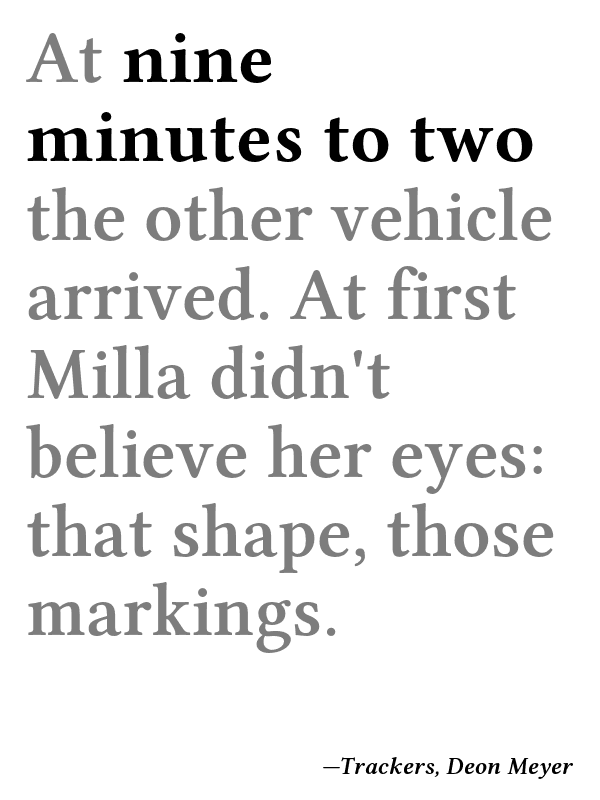 At nine
minutes to two
the other vehicle
arrived. At first
Milla didn't
believe her eyes:
that shape, those
markings.
—Trackers, Deon Meyer